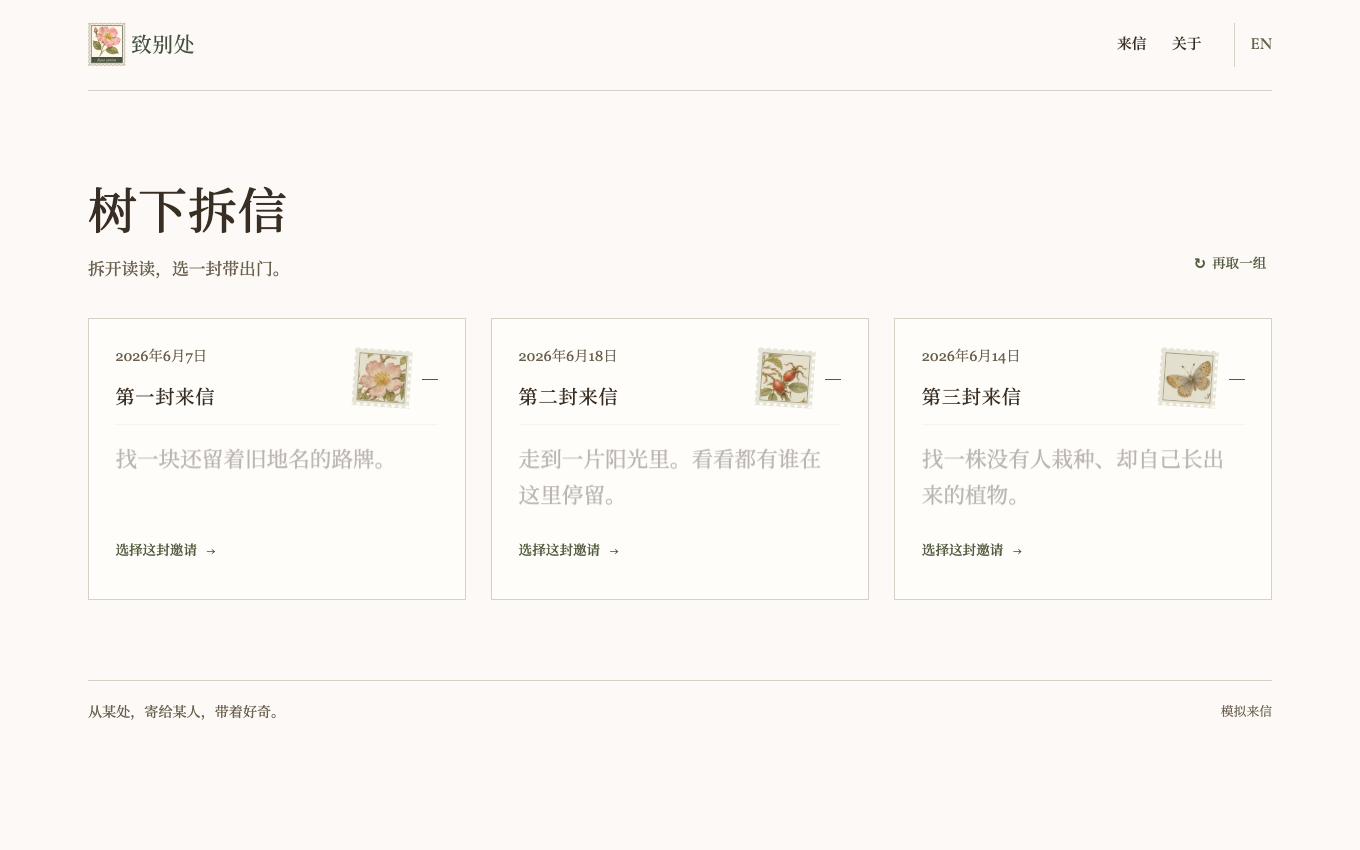 致别处
来信
关于
EN
树下拆信
拆开读读，选一封带出门。
↻ 再取一组
2026年6月7日
第一封来信
找一块还留着旧地名的路牌。
选择这封邀请 →
2026年6月18日
第二封来信
走到一片阳光里。看看都有谁在
这里停留。
选择这封邀请 →
2026年6月14日
第三封来信
找一株没有人栽种、却自己长出
来的植物。
选择这封邀请 →
从某处，寄给某人，带着好奇。
模拟来信